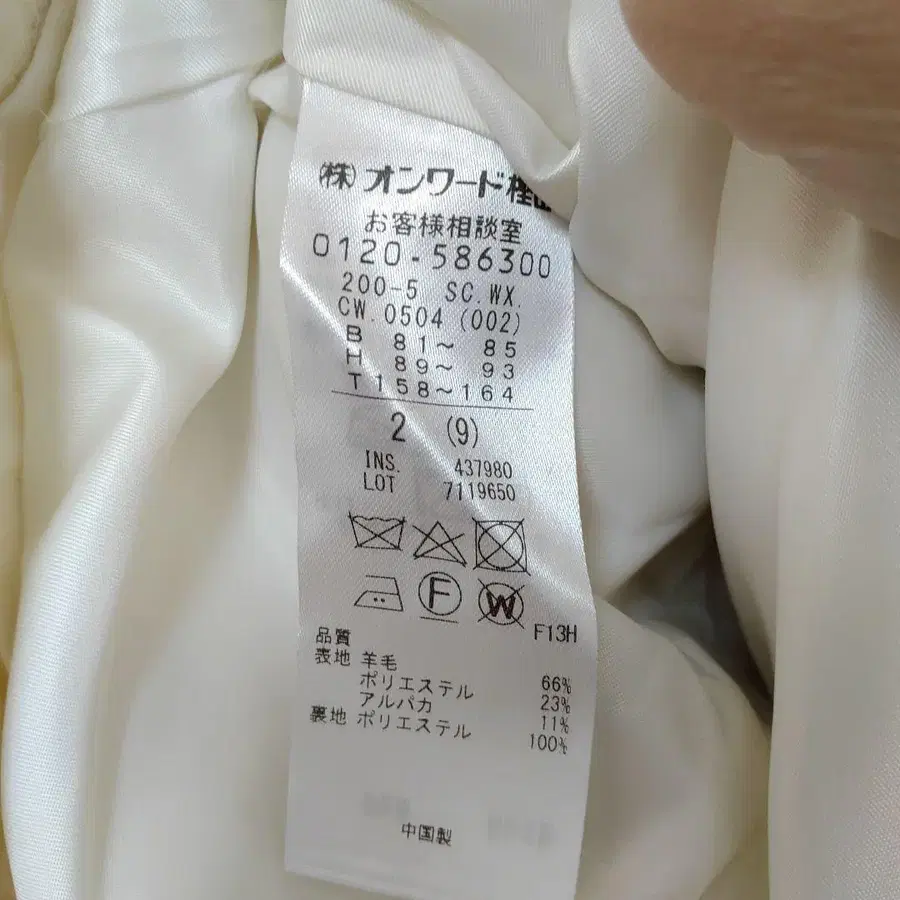 (株)オンワード樫山
お客様相談室
0120-586300
200-5 SC.WX.
CW.0504 (002)
B 81~ 85
H 89~ 93
T 158~164
2 (9)
INS. 437980
LOT 7119650
F
W
F13H
品質
表地 羊毛 66%
ポリエステル 23%
アルパカ 11%
裏地 ポリエステル 100%
中国製